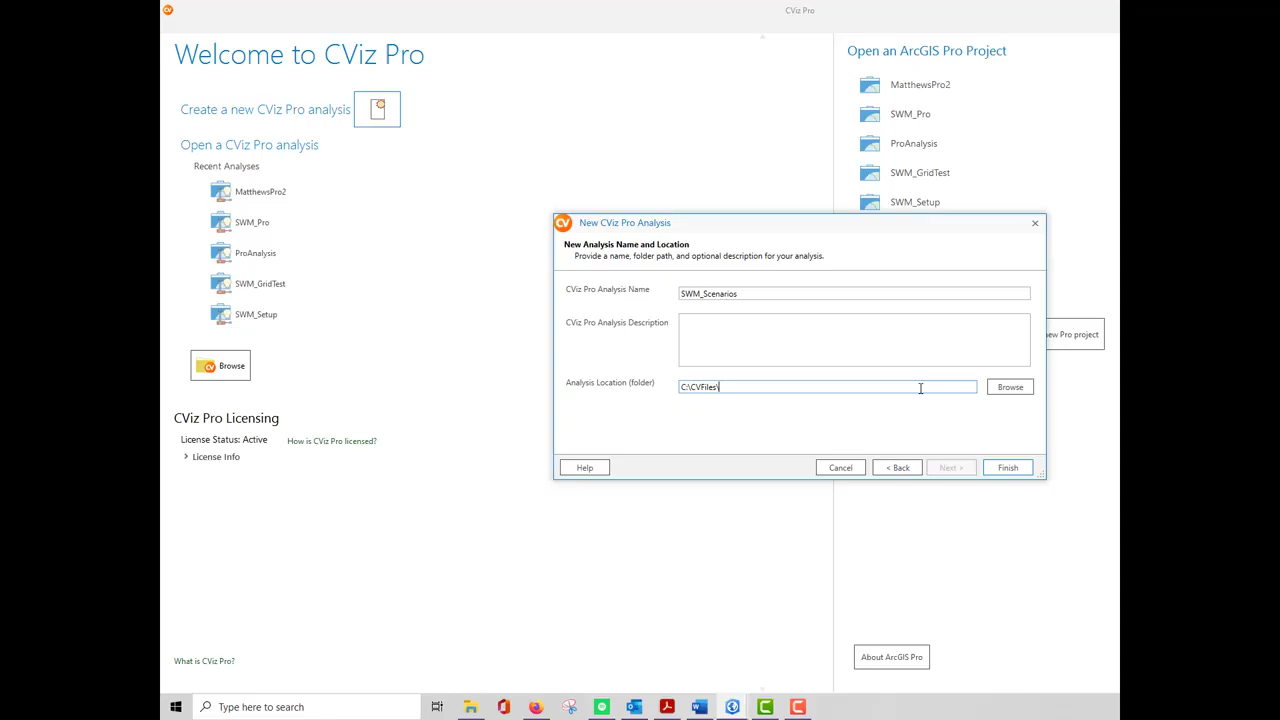 CViz Pro
Welcome to CViz Pro
Create a new CViz Pro analysis
Open a CViz Pro analysis
Recent Analyses
MatthewsPro2
SWM_Pro
ProAnalysis
SWM_GridTest
SWM_Setup
Browse
CViz Pro Licensing
License Status: Active
How is CViz Pro licensed?
License Info
What is CViz Pro?
Open an ArcGIS Pro Project
MatthewsPro2
SWM_Pro
ProAnalysis
SWM_GridTest
SWM_Setup
new Pro project
About ArcGIS Pro
CV
New CViz Pro Analysis
New Analysis Name and Location
Provide a name, folder path, and optional description for your analysis.
CViz Pro Analysis Name
SWM_Scenarios
CViz Pro Analysis Description
Analysis Location (folder)
C:\CVFiles\
Browse
Help
Cancel
< Back
Next >
Finish
Type here to search